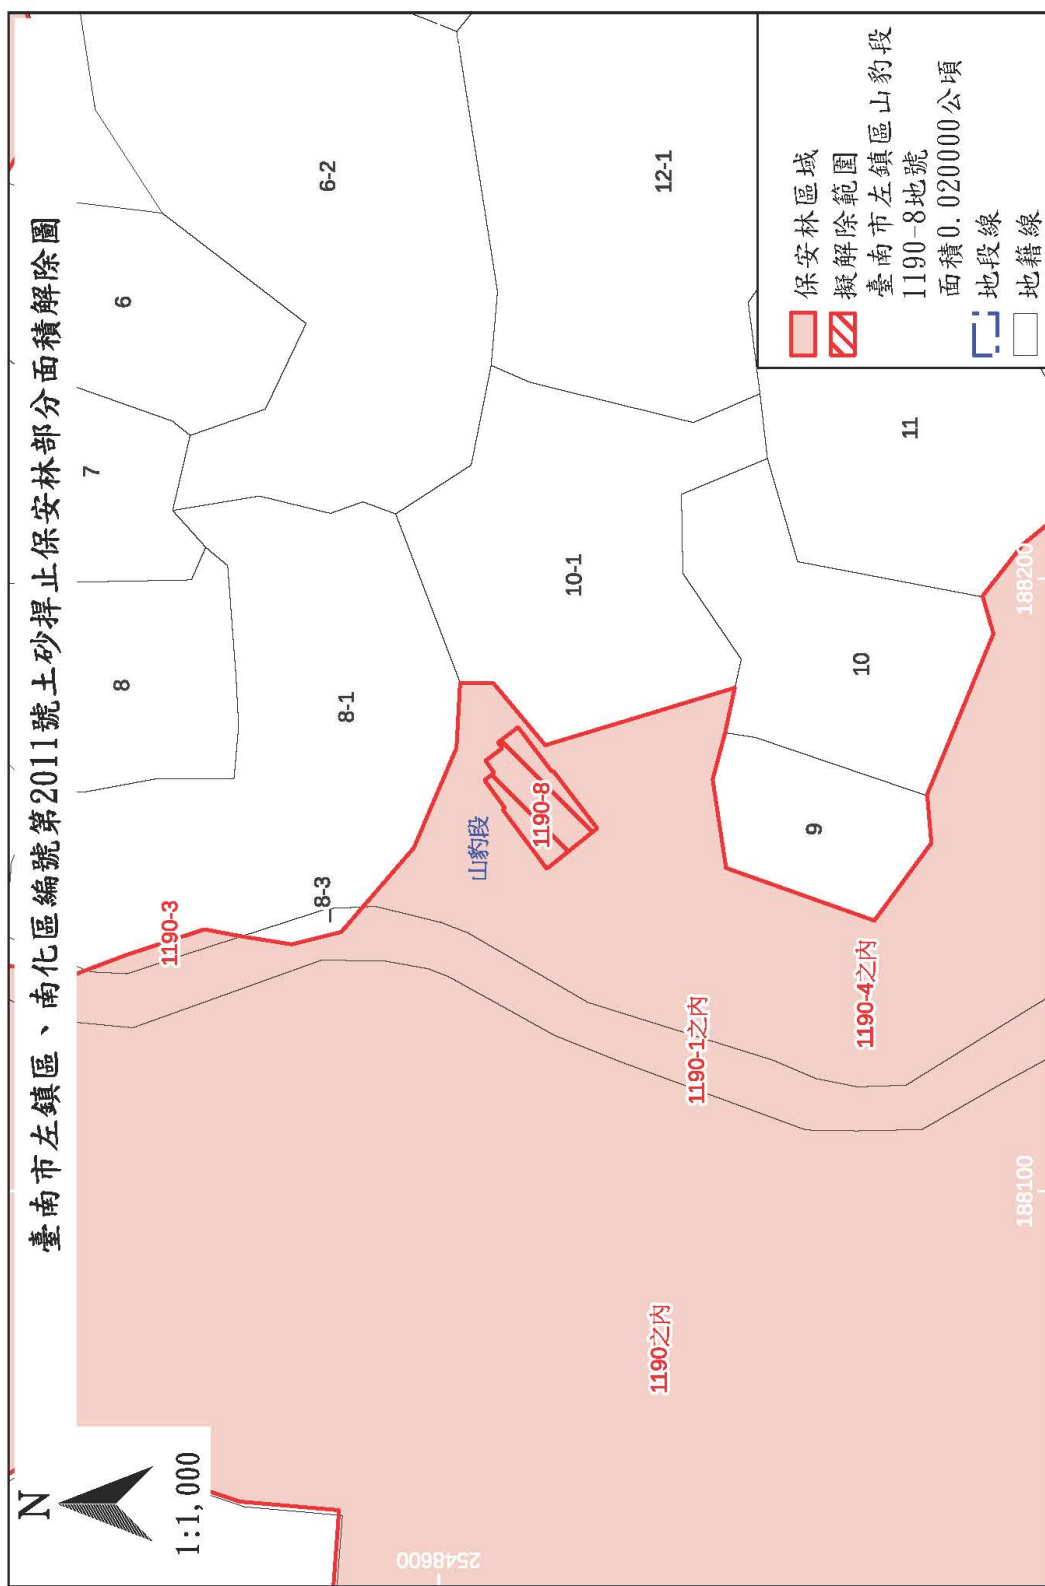 臺南市左鎮區、南化區編號第2011號土砂捍止保安林部分面積解除圖
N
1:1,000
6
7
8
6-2
8-1
8-3
1190-3
12-1
10-1
山豹段
1190-8
11
10
9
1190-1之內
1190-4之內
1190之內
188200
188100
2548600
保安林區域
擬解除範圍
臺南市左鎮區山豹段
1190-8地號
面積0.020000公頃
地段線
地籍線